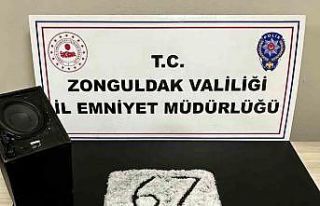 T.C.
ZONGULDAK VALİLİĞİ
İL EMNİYET MÜDÜRLÜĞÜ
67